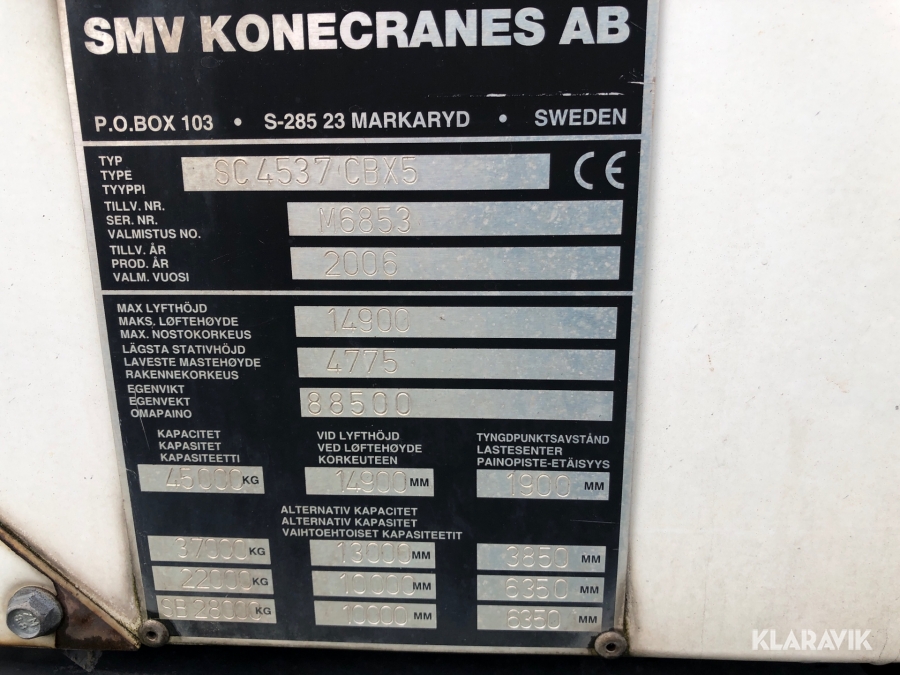 SMV KONECRANES AB
P.O.BOX 103 • S-285 23 MARKARYD • SWEDEN
TYP
TYPE
TYYPPI
SC 4537 CBX5
CE
TILLV. NR.
SER. NR.
VALMISTUS NO.
M6853
TILLV. ÅR
PROD. ÅR
VALM. VUOSI
2006
MAX LYFTHÖJD
MAKS. LØFTEHØYDE
MAX. NOSTOKORKEUS
14900
LÄGSTA STATIVHÖJD
LAVESTE MASTEHØYDE
RAKENNEKORKEUS
4775
EGENVIKT
EGENVEKT
OMAPAINO
88500
KAPACITET
KAPASITET
KAPASITEETTI
VID LYFTHÖJD
VED LØFTEHØYDE
KORKEUTEEN
TYNGDPUNKTSAVSTÅND
LASTESENTER
PAINOPISTE-ETÄISYYS
45000 KG 14900 MM 1900 MM
ALTERNATIV KAPACITET
ALTERNATIV KAPASITET
VAIHTOEHTOISET KAPASITEETIT
37000 KG 13000 MM 3850 MM
22000 KG 10000 MM 6350 MM
SB 28000 KG 10000 MM 6350 MM
KLARAVIK